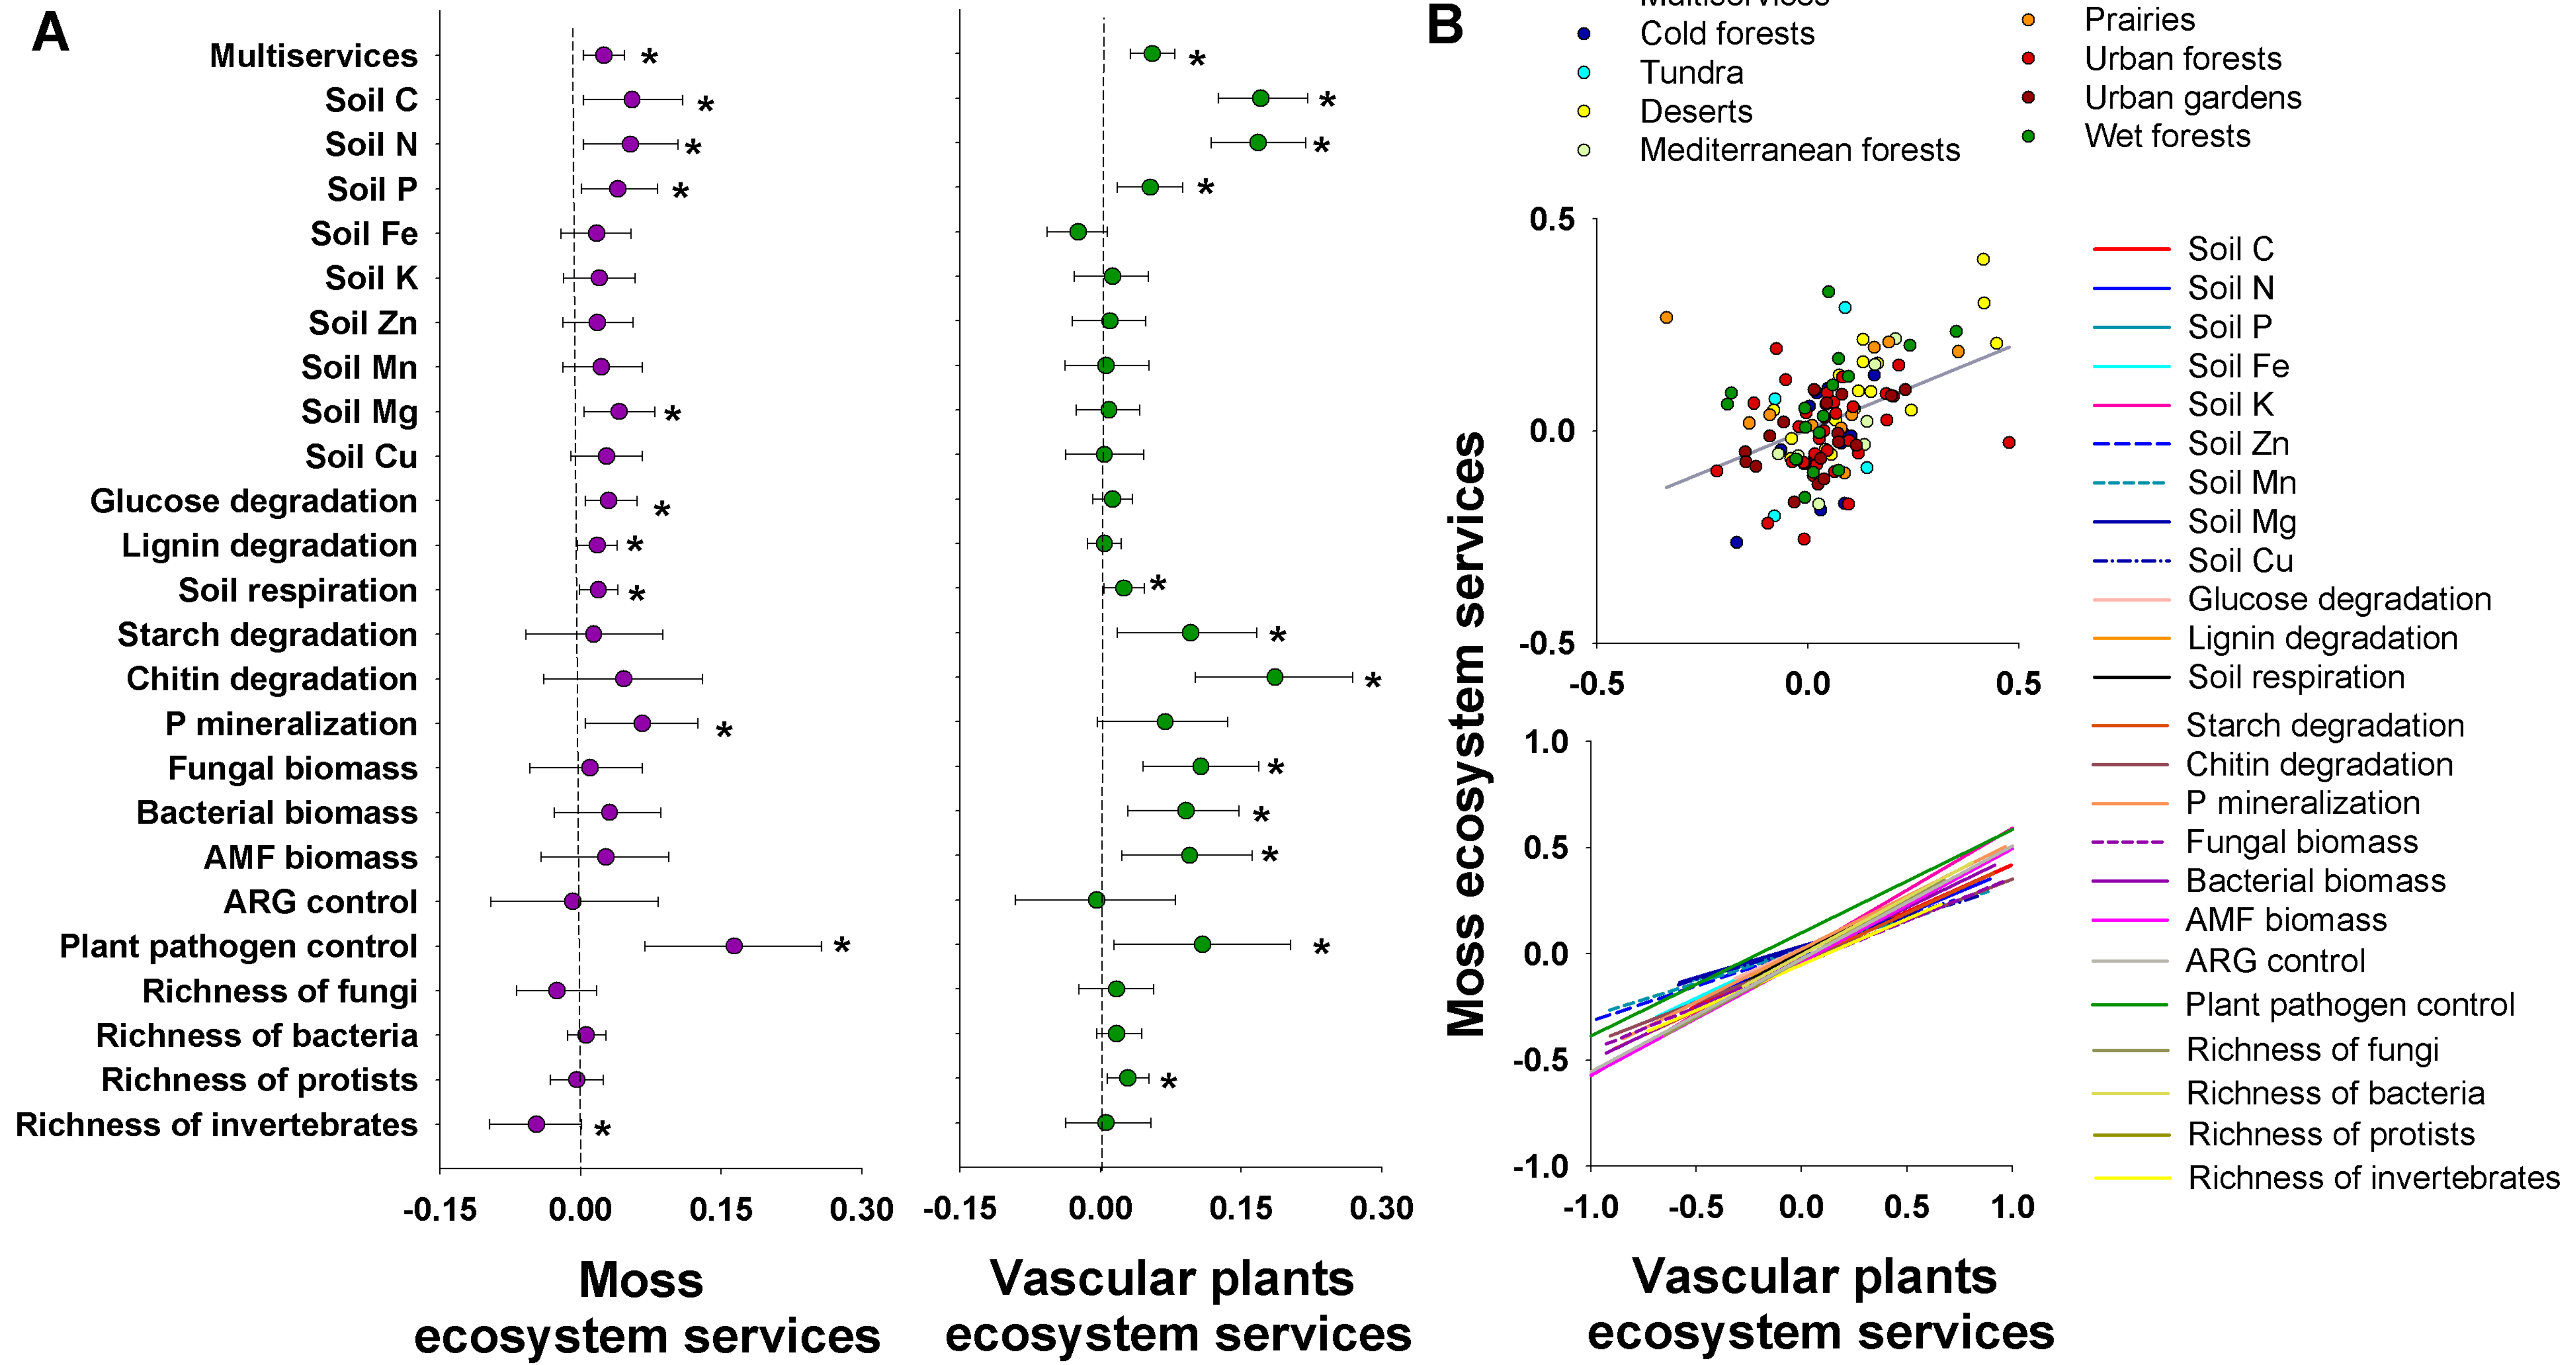 A
Multiservices
*
*
Soil C
*
*
Soil N
*
*
Soil P
*
*
Soil Fe
Soil K
Soil Zn
Soil Mn
Soil Mg
*
Soil Cu
Glucose degradation
*
Lignin degradation
*
Soil respiration
*
*
Starch degradation
*
Chitin degradation
*
P mineralization
*
Fungal biomass
*
Bacterial biomass
*
AMF biomass
*
ARG control
Plant pathogen control
*
*
Richness of fungi
Richness of bacteria
Richness of protists
*
Richness of invertebrates
*
-0.15 0.00 0.15 0.30
-0.15 0.00 0.15 0.30
Moss
ecosystem services
Vascular plants
ecosystem services
B
Multiservices
Cold forests
Tundra
Deserts
Mediterranean forests
Prairies
Urban forests
Urban gardens
Wet forests
Moss ecosystem services
0.5
0.0
-0.5
-0.5 0.0 0.5
1.0
0.5
0.0
-0.5
-1.0
-1.0 -0.5 0.0 0.5 1.0
Vascular plants
ecosystem services
Soil C
Soil N
Soil P
Soil Fe
Soil K
Soil Zn
Soil Mn
Soil Mg
Soil Cu
Glucose degradation
Lignin degradation
Soil respiration
Starch degradation
Chitin degradation
P mineralization
Fungal biomass
Bacterial biomass
AMF biomass
ARG control
Plant pathogen control
Richness of fungi
Richness of bacteria
Richness of protists
Richness of invertebrates